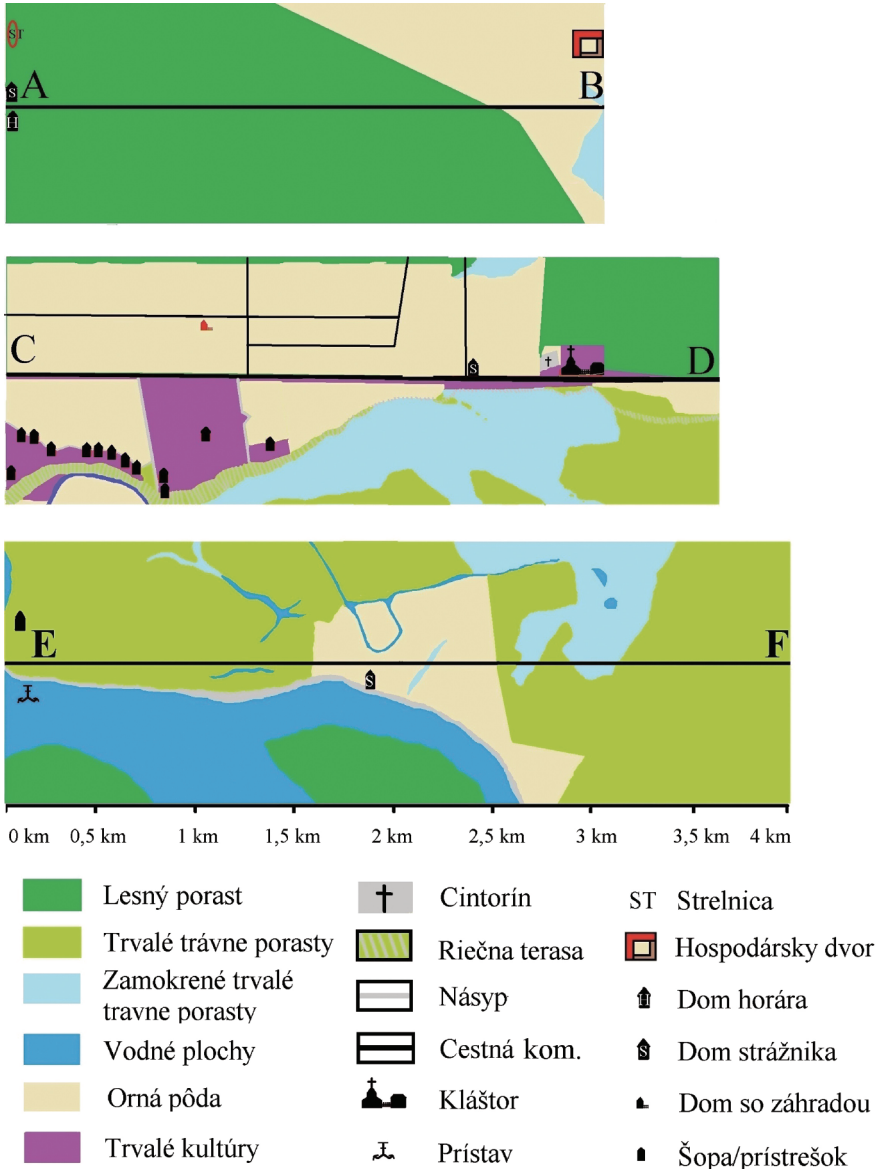 ST
S
A
B
H
C
D
S
E
F
S
0 km 0,5 km 1 km 1,5 km 2 km 2,5 km 3 km 3,5 km 4 km
Lesný porast
Trvalé trávne porasty
Zamokrené trvalé
travne porasty
Vodné plochy
Orná pôda
Trvalé kultúry
Cintorín
Riečna terasa
Násyp
Cestná kom.
Kláštor
Prístav
ST Strelnica
Hospodársky dvor
H Dom horára
S Dom strážnika
Dom so záhradou
Šopa/prístrešok